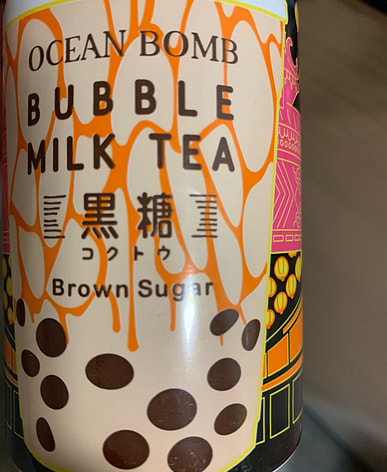 OCEAN BOMB
BUBBLE
MILK TEA
黒糖
コクトウ
Brown Sugar